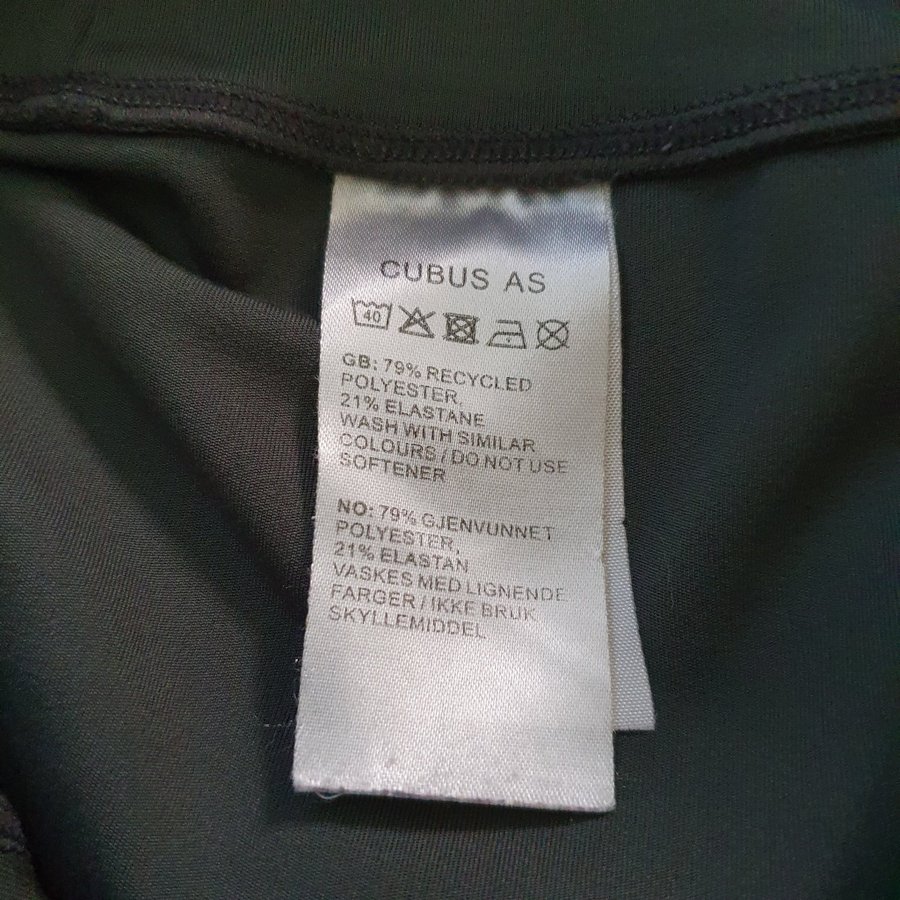 CUBUS AS
40
GB: 79% RECYCLED
POLYESTER,
21% ELASTANE
WASH WITH SIMILAR
COLOURS / DO NOT USE
SOFTENER
NO: 79% GJENVUNNET
POLYESTER,
21% ELASTAN
VASKES MED LIGNENDE
FARGER / IKKE BRUK
SKYLLEMIDDEL